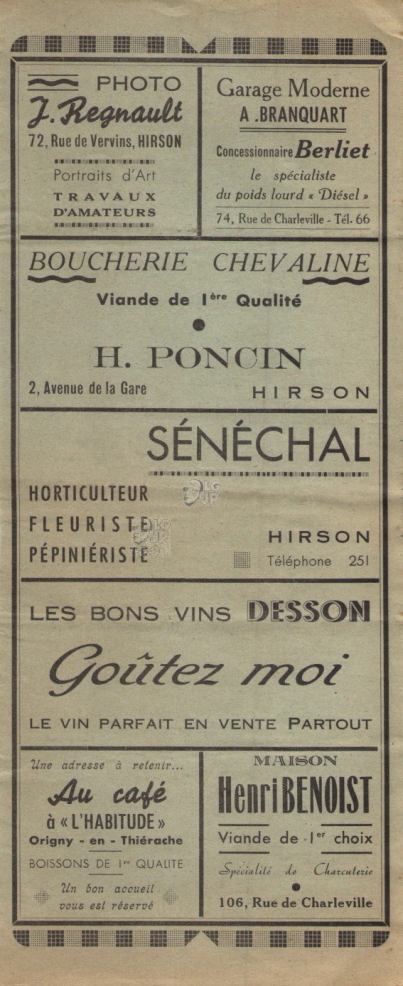 PHOTO
J. Regnault
72, Rue de Vervins, HIRSON
Portraits d'Art
TRAVAUX
D'AMATEURS
Garage Moderne
A .BRANQUART
Concessionnaire Berliet
le spécialiste
du poids lourd « Diésel »
74, Rue de Charleville - Tél. 66
BOUCHERIE CHEVALINE
Viande de 1ère Qualité
H. PONCIN
2, Avenue de la Gare
HIRSON
SÉNÉCHAL
HORTICULTEUR
FLEURISTE
PÉPINIÉRISTE
HIRSON
Téléphone 251
LES BONS VINS DESSON
Goûtez moi
LE VIN PARFAIT EN VENTE PARTOUT
Une adresse à retenir...
Au café
à « L'HABITUDE »
Origny - en - Thiérache
BOISSONS DE 1re QUALITE
Un bon accueil
vous est réservé
MAISON
Henri BENOIST
Viande de 1er choix
Spécialité de Charcuterie
106, Rue de Charleville